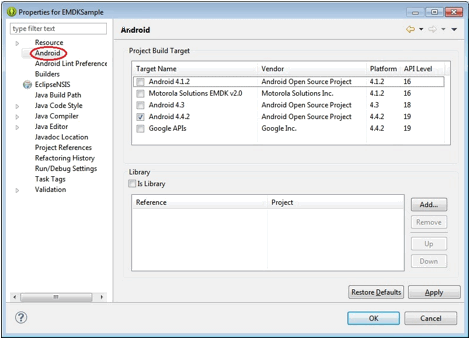 Properties for EMDKSample
type filter text
Android
Resource
Android
Android Lint Preference
Builders
EclipseNSIS
Java Build Path
Java Code Style
Java Compiler
Java Editor
Javadoc Location
Project References
Refactoring History
Run/Debug Settings
Task Tags
Validation
Project Build Target
Target Name Vendor Platform API Level
Android 4.1.2 Android Open Source Project 4.1.2 16
Motorola Solutions EMDK v2.0 Motorola Solutions Inc. 4.1.2 16
Android 4.3 Android Open Source Project 4.3 18
Android 4.4.2 Android Open Source Project 4.4.2 19
Google APIs Google Inc. 4.4.2 19
Library
Is Library
Reference Project
Add...
Remove
Up
Down
Restore Defaults Apply
OK Cancel